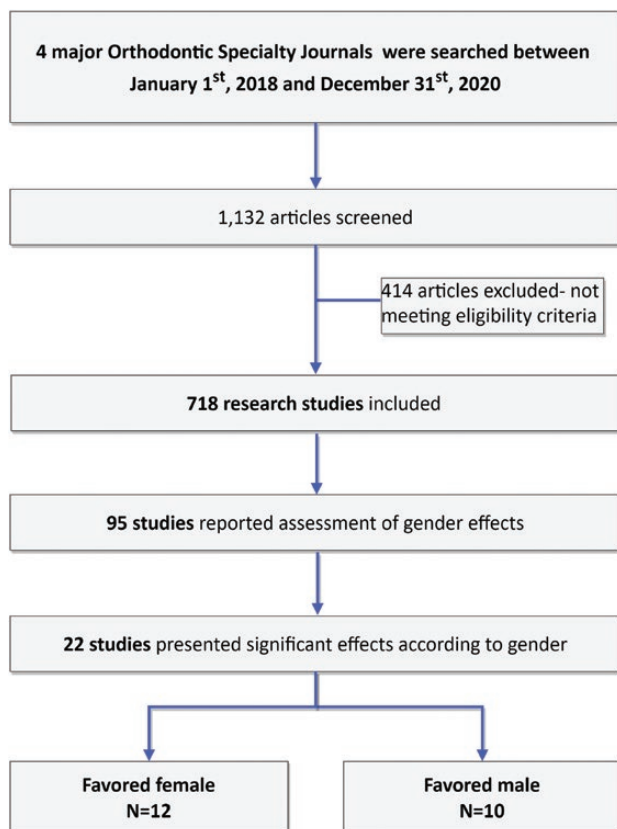 4 major Orthodontic Specialty Journals were searched between
January 1st, 2018 and December 31st, 2020
1,132 articles screened
414 articles excluded- not
meeting eligibility criteria
718 research studies included
95 studies reported assessment of gender effects
22 studies presented significant effects according to gender
Favored female
N=12
Favored male
N=10